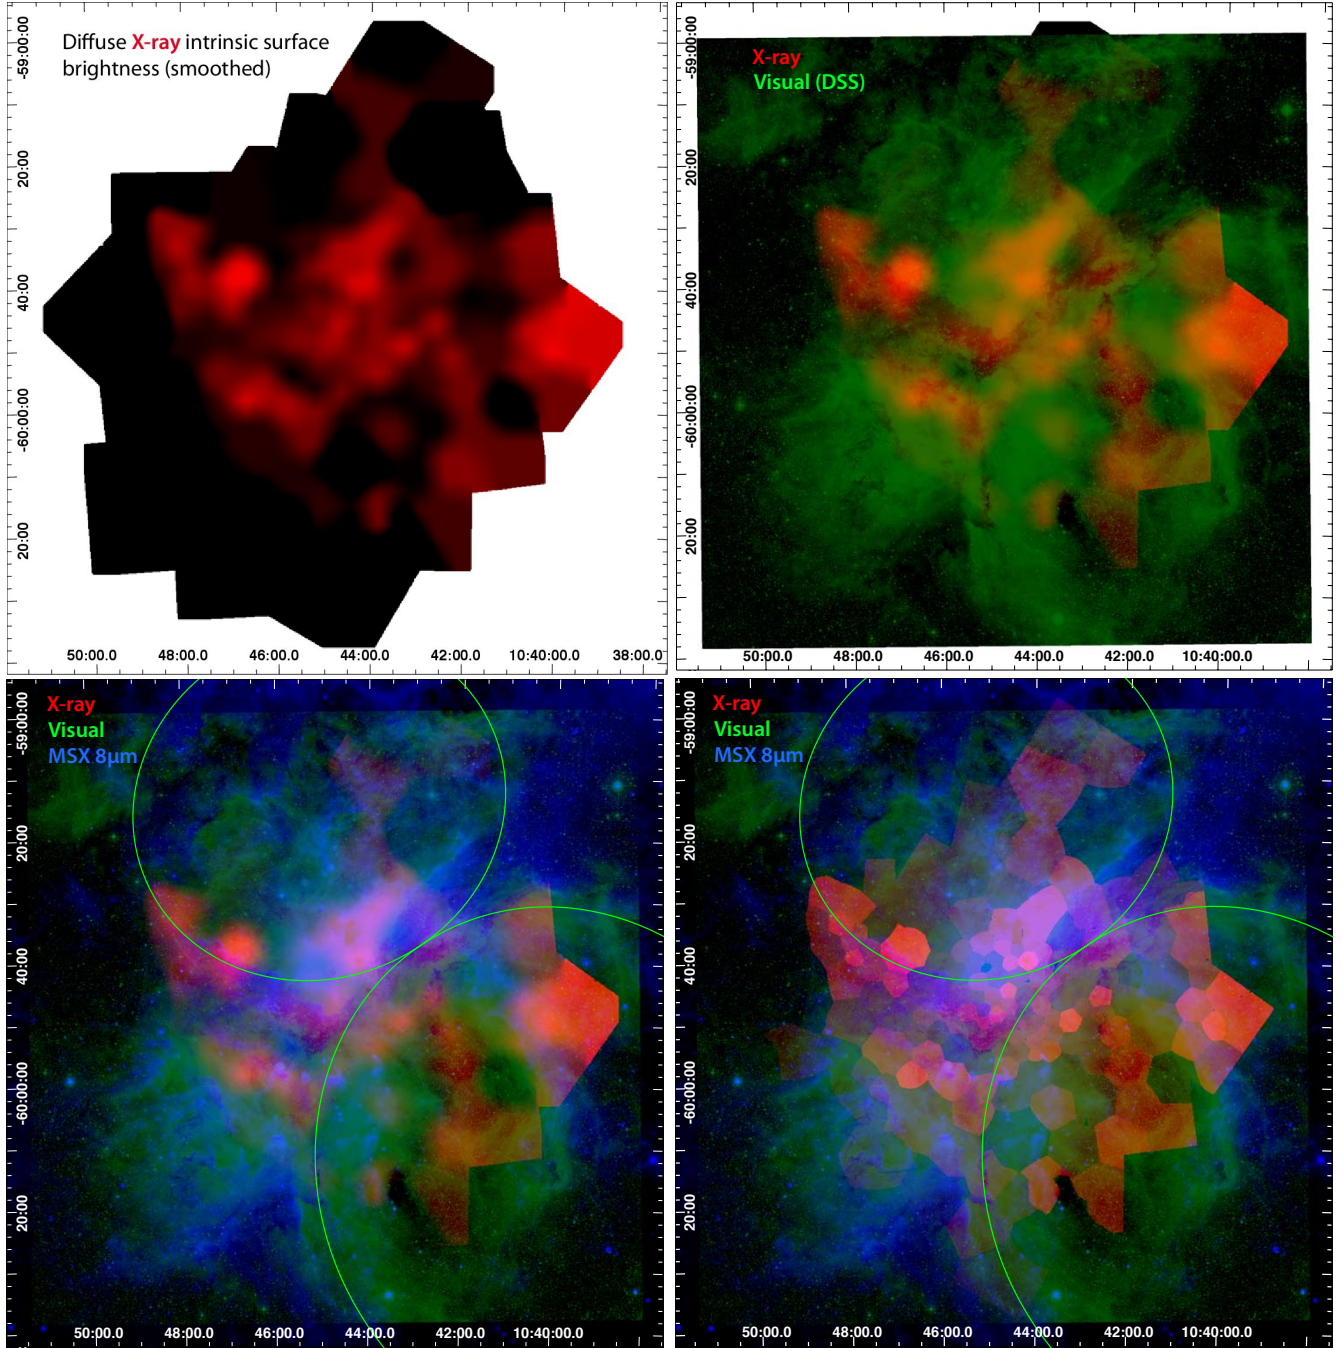 Diffuse X-ray intrinsic surface
brightness (smoothed)
-59:00:00
20:00
40:00
-60:00:00
20:00
50:00.0 48:00.0 46:00.0 44:00.0 42:00.0 10:40:00.0 38:00.0
X-ray
Visual (DSS)
-59:00:00
20:00
40:00
-60:00:00
20:00
50:00.0 48:00.0 46:00.0 44:00.0 42:00.0 10:40:00.0
X-ray
Visual
MSX 8μm
-59:00:00
20:00
40:00
-60:00:00
20:00
50:00.0 48:00.0 46:00.0 44:00.0 42:00.0 10:40:00.0
X-ray
Visual
MSX 8μm
-59:00:00
20:00
40:00
-60:00:00
20:00
50:00.0 48:00.0 46:00.0 44:00.0 42:00.0 10:40:00.0